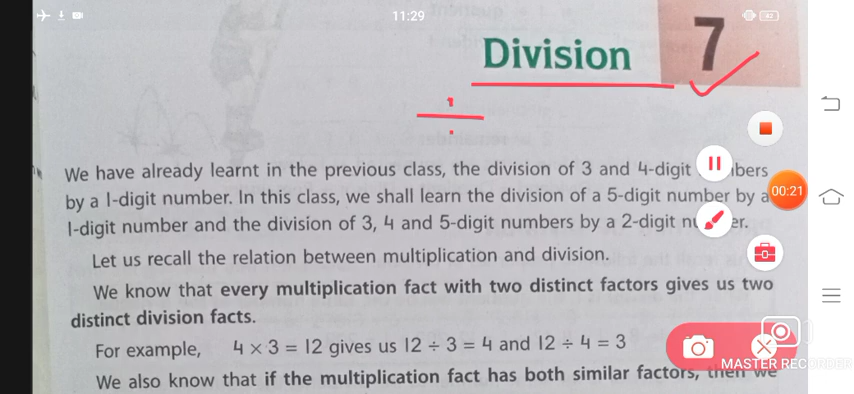 11:29
Division 7
We have already learnt in the previous class, the division of 3 and 4-digit
by a 1-digit number. In this class, we shall learn the division of a 5-digit number by a
00:21
1-digit number and the division of 3, 4 and 5-digit numbers by a 2-digit
Let us recall the relation between multiplication and division.
We know that every multiplication fact with two distinct factors gives us two
distinct division facts.
For example, 4 × 3 = 12 gives us 12 ÷ 3 = 4 and 12 ÷ 4 = 3
MASTER RECORDER
We also know that if the multiplication fact has both similar factors, then we